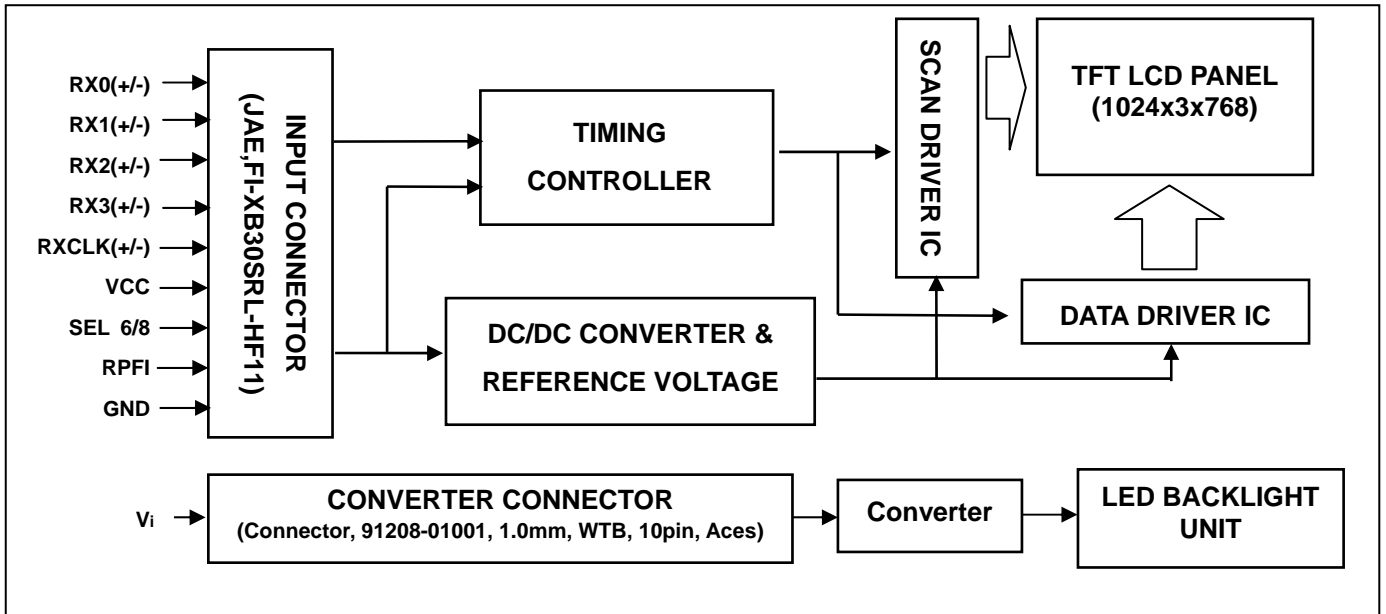 RX0(+/-)
RX1(+/-)
RX2(+/-)
RX3(+/-)
RXCLK(+/-)
VCC
SEL 6/8
RPFI
GND
INPUT CONNECTOR
(JAE,FI-XB30SRL-HF11)
TIMING
CONTROLLER
DC/DC CONVERTER &
REFERENCE VOLTAGE
SCAN DRIVER IC
TFT LCD PANEL
(1024x3x768)
DATA DRIVER IC
Vi
CONVERTER CONNECTOR
(Connector, 91208-01001, 1.0mm, WTB, 10pin, Aces)
Converter
LED BACKLIGHT
UNIT